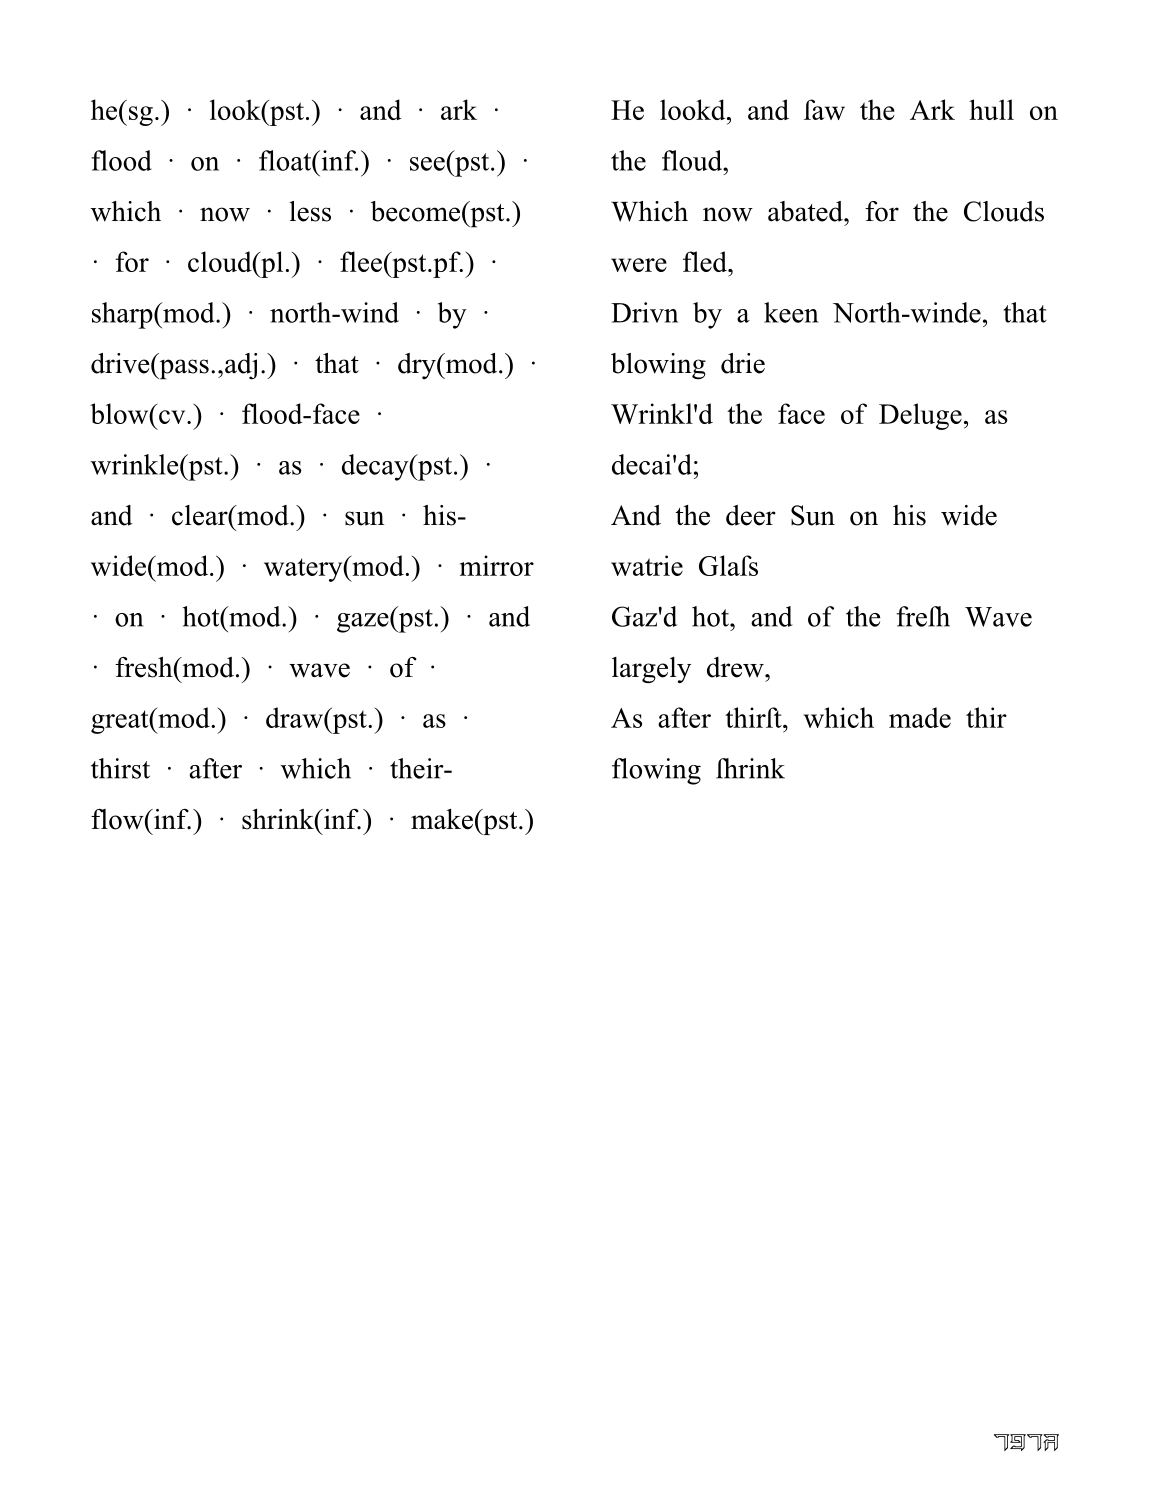 he(sg.) · look(pst.) · and · ark ·
flood · on · float(inf.) · see(pst.) ·
which · now · less · become(pst.)
· for · cloud(pl.) · flee(pst.pf.) ·
sharp(mod.) · north-wind · by ·
drive(pass.,adj.) · that · dry(mod.) ·
blow(cv.) · flood-face ·
wrinkle(pst.) · as · decay(pst.) ·
and · clear(mod.) · sun · his-
wide(mod.) · watery(mod.) · mirror
· on · hot(mod.) · gaze(pst.) · and
· fresh(mod.) · wave · of ·
great(mod.) · draw(pst.) · as ·
thirst · after · which · their-
flow(inf.) · shrink(inf.) · make(pst.)
He lookd, and ſaw the Ark hull on
the floud,
Which now abated, for the Clouds
were fled,
Drivn by a keen North-winde, that
blowing drie
Wrinkl'd the face of Deluge, as
decai'd;
And the deer Sun on his wide
watrie Glaſs
Gaz'd hot, and of the freſh Wave
largely drew,
As after thirſt, which made thir
flowing ſhrink